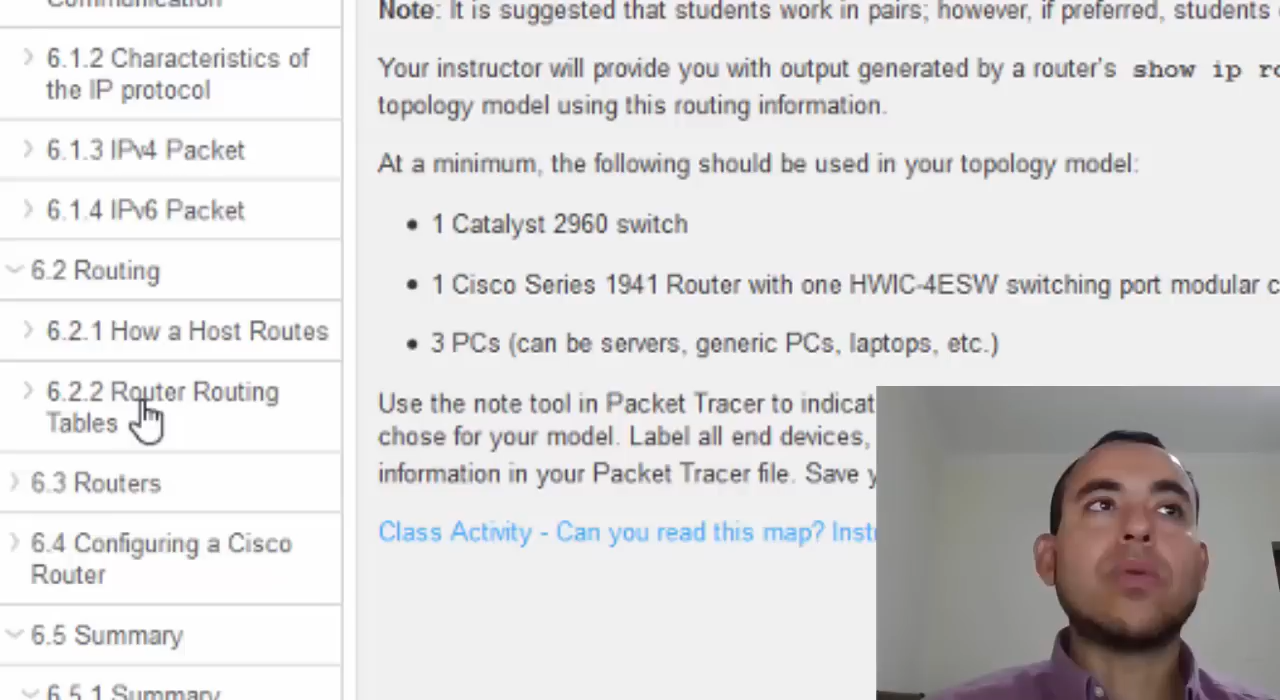 Communication
6.1.2 Characteristics of
the IP protocol
6.1.3 IPv4 Packet
6.1.4 IPv6 Packet
6.2 Routing
6.2.1 How a Host Routes
6.2.2 Router Routing
Tables
6.3 Routers
6.4 Configuring a Cisco
Router
6.5 Summary
6.5.1 Summary
Note: It is suggested that students work in pairs; however, if preferred, students
Your instructor will provide you with output generated by a router's show ip
topology model using this routing information.
At a minimum, the following should be used in your topology model:
• 1 Catalyst 2960 switch
• 1 Cisco Series 1941 Router with one HWIC-4ESW switching port modular
• 3 PCs (can be servers, generic PCs, laptops, etc.)
Use the note tool in Packet Tracer to
chose for your model. Label all end devices,
information in your Packet Tracer file. Save
Class Activity - Can you read this map?